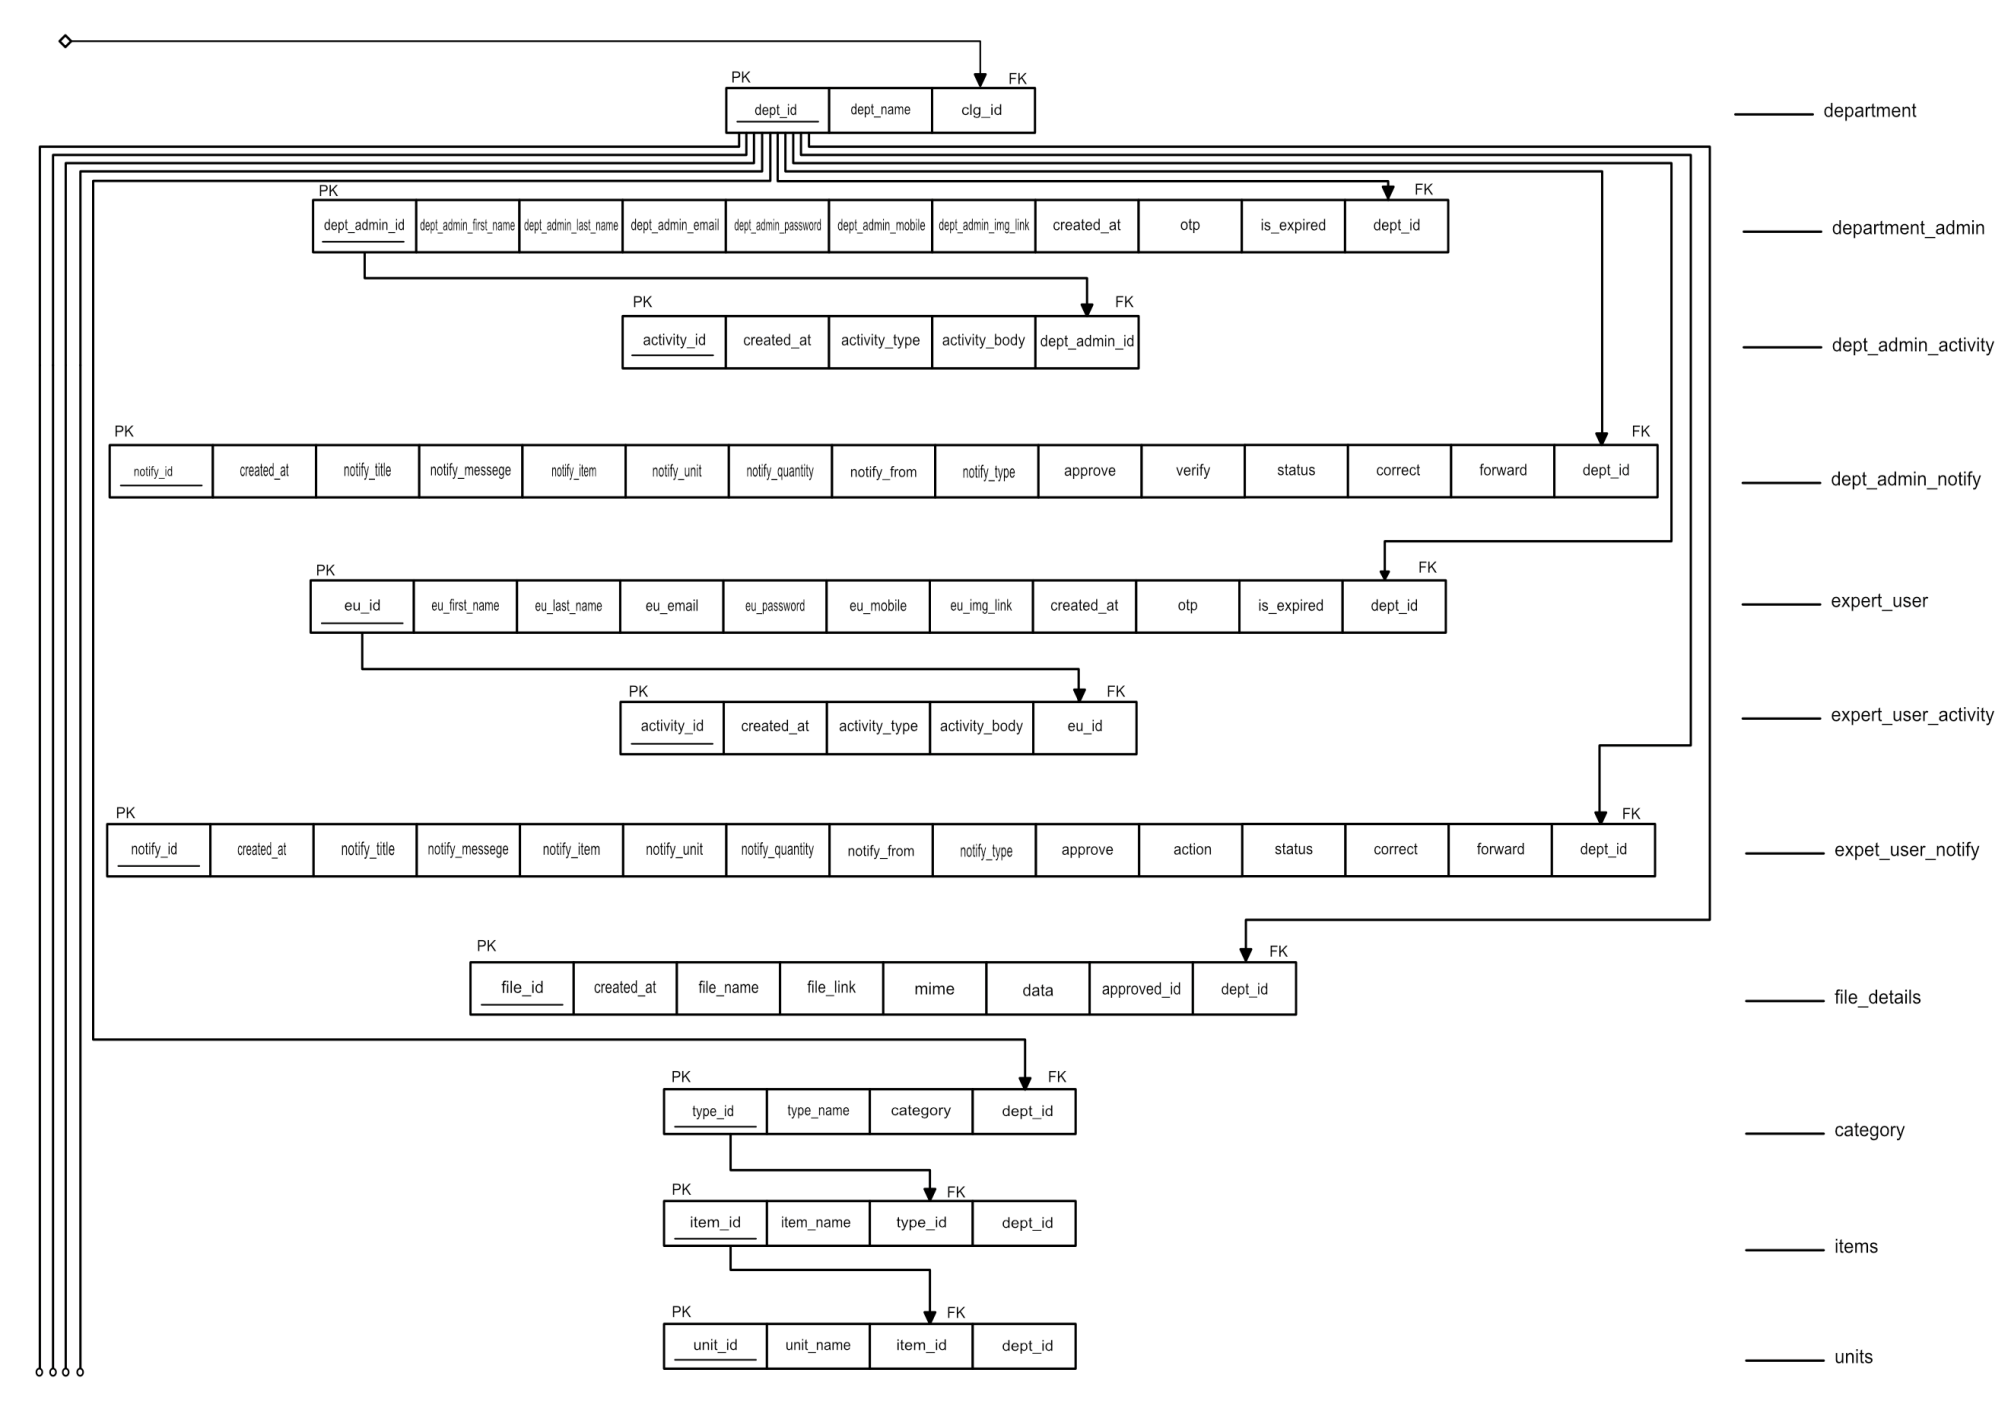 PK FK
dept_id dept_name clg_id department
PK FK
dept_admin_id dept_admin_first_name dept_admin_last_name dept_admin_email dept_admin_password dept_admin_mobile dept_admin_img_link created_at otp is_expired dept_id department_admin
PK FK
activity_id created_at activity_type activity_body dept_admin_id dept_admin_activity
PK FK
notify_id created_at notify_title notify_messege notify_item notify_unit notify_quantity notify_from notify_type approve verify status correct forward dept_id dept_admin_notify
PK FK
eu_id eu_first_name eu_last_name eu_email eu_password eu_mobile eu_img_link created_at otp is_expired dept_id expert_user
PK FK
activity_id created_at activity_type activity_body eu_id expert_user_activity
PK FK
notify_id created_at notify_title notify_messege notify_item notify_unit notify_quantity notify_from notify_type approve action status correct forward dept_id expet_user_notify
PK FK
file_id created_at file_name file_link mime data approved_id dept_id file_details
PK FK
type_id type_name category dept_id category
PK FK
item_id item_name type_id dept_id items
PK FK
unit_id unit_name item_id dept_id units